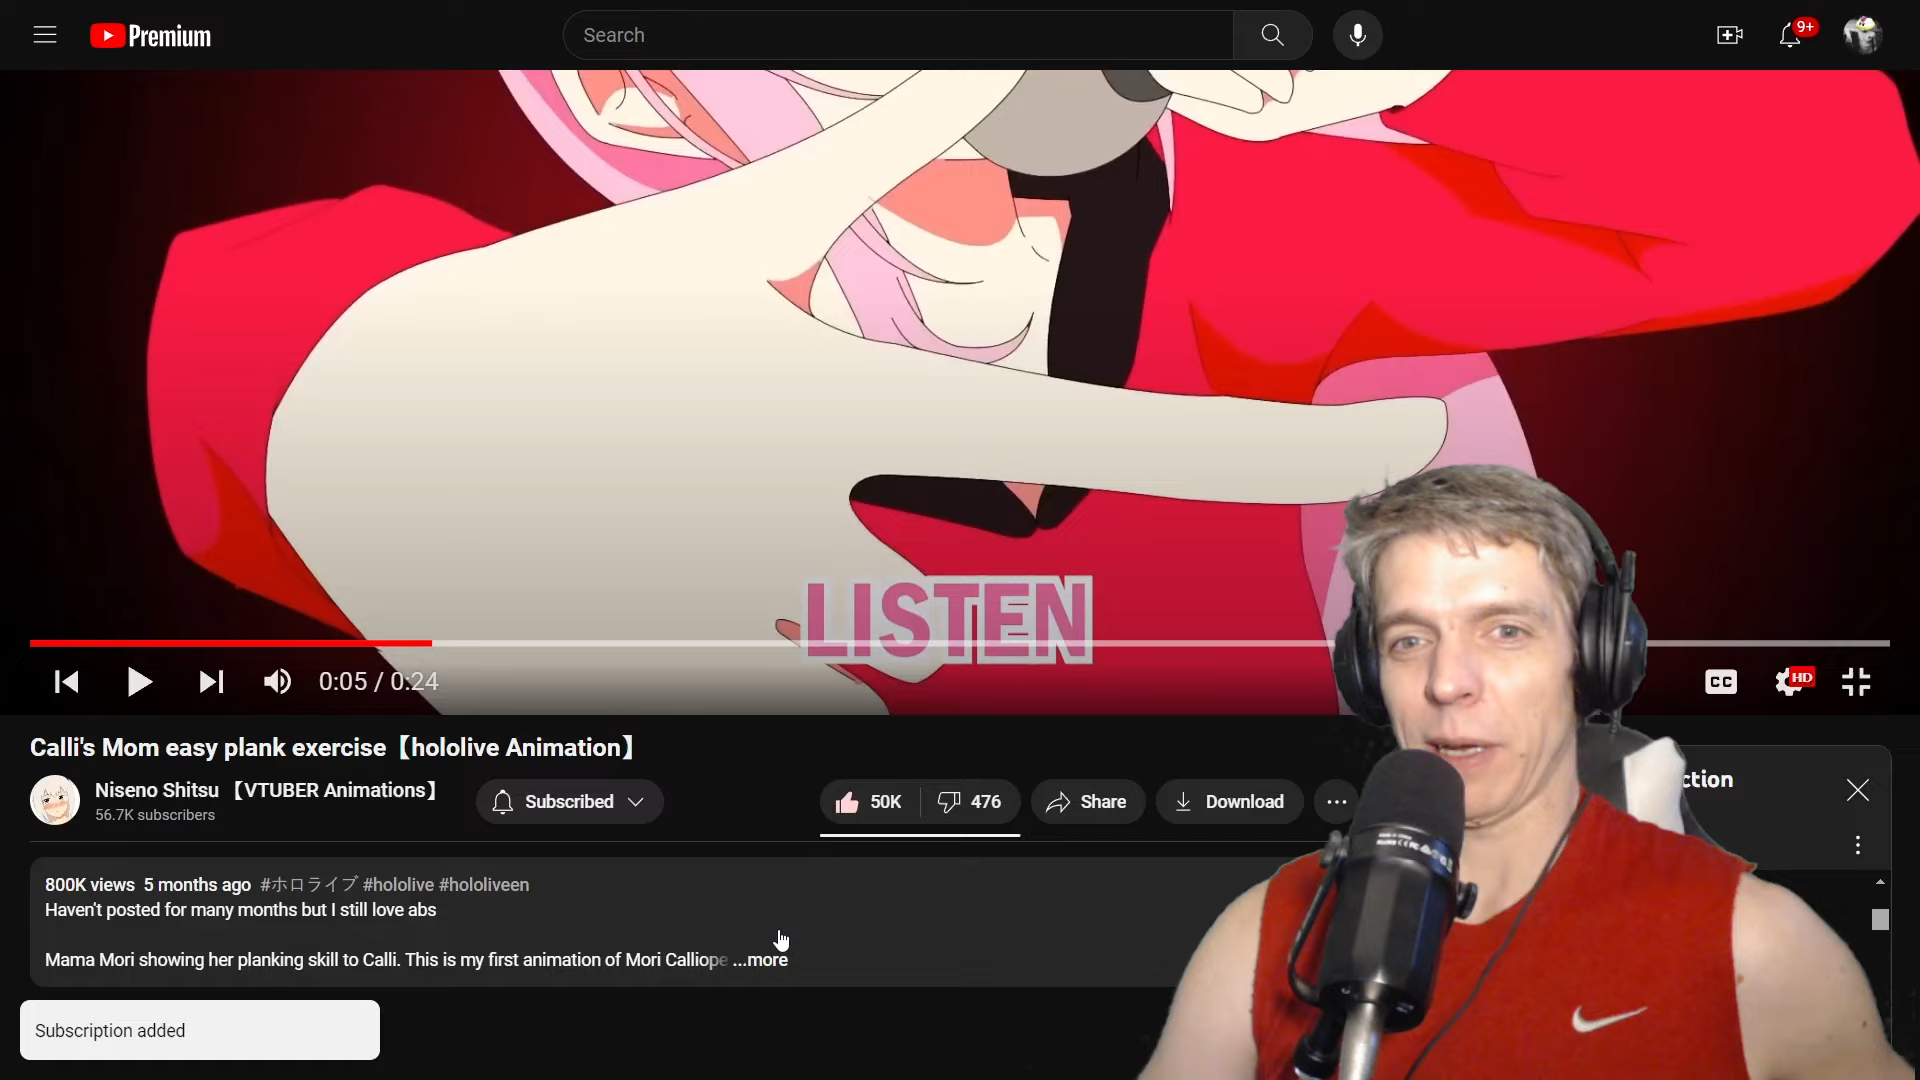 Premium
Search
9+
LISTEN
0:05 / 0:24
CC
HD
Calli's Mom easy plank exercise【hololive Animation】
Niseno Shitsu 【VTUBER Animations】
56.7K subscribers
Subscribed
50K
476
Share
Download
ction
800K views 5 months ago #ホロライブ #hololive #hololiveen
Haven't posted for many months but I still love abs
Mama Mori showing her planking skill to Calli. This is my first animation of Mori Calliope ...more
Subscription added